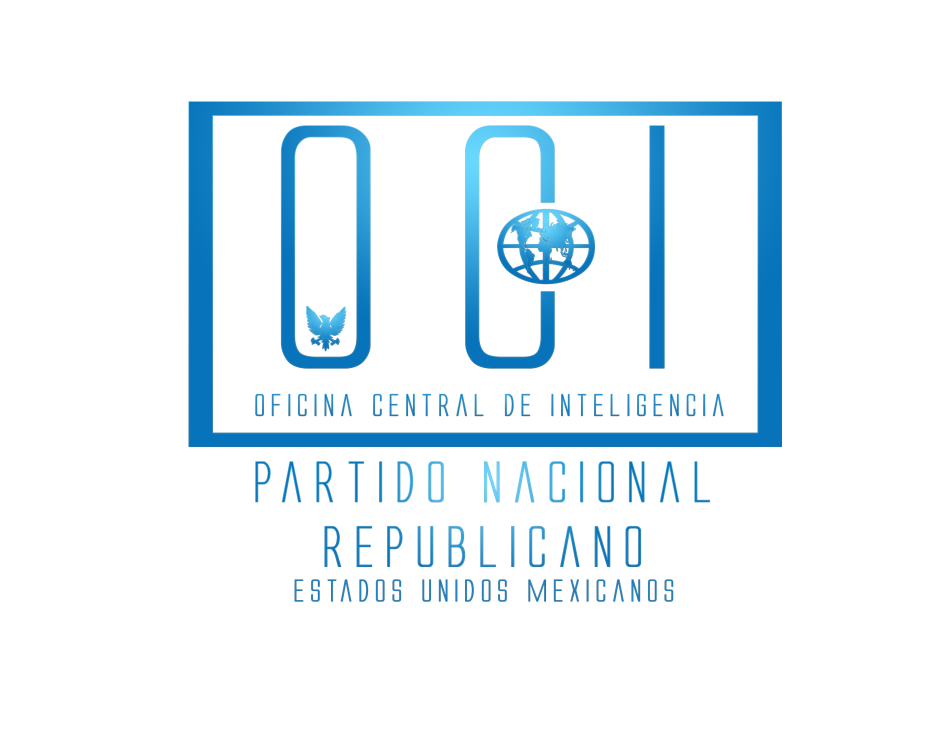 OCI
OFICINA CENTRAL DE INTELIGENCIA
PARTIDO NACIONAL
REPUBLICANO
ESTADOS UNIDOS MEXICANOS